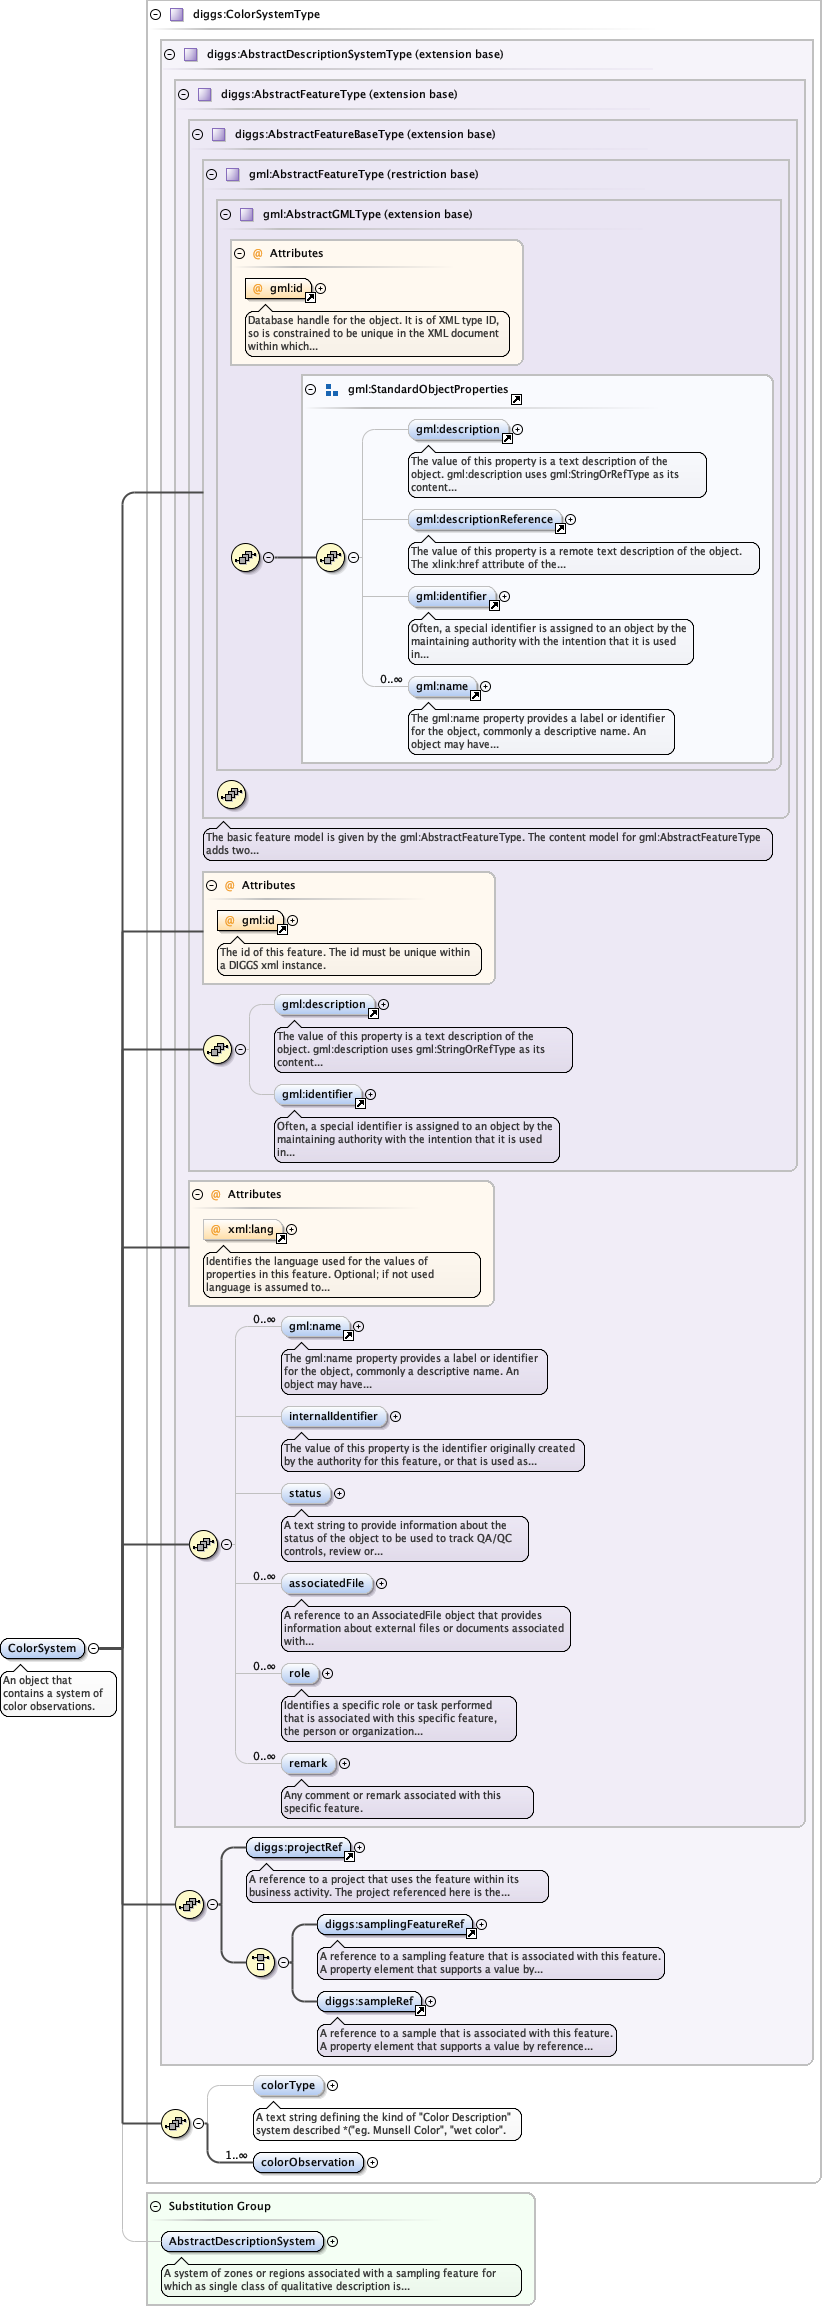 diggs:ColorSystemType
diggs:AbstractDescriptionSystemType (extension base)
diggs:AbstractFeatureType (extension base)
diggs:AbstractFeatureBaseType (extension base)
gml:AbstractFeatureType (restriction base)
gml:AbstractGMLType (extension base)
@ Attributes
@ gml:id
Database handle for the object. It is of XML type ID,
so is constrained to be unique in the XML document
within which...
gml:StandardObjectProperties
gml:description
The value of this property is a text description of the
object. gml:description uses gml:StringOrRefType as its
content...
gml:descriptionReference
The value of this property is a remote text description of the object.
The xlink:href attribute of the...
gml:identifier
Often, a special identifier is assigned to an object by the
maintaining authority with the intention that it is used
in...
0..∞ gml:name
The gml:name property provides a label or identifier
for the object, commonly a descriptive name. An
object may have...
The basic feature model is given by the gml:AbstractFeatureType. The content model for gml:AbstractFeatureType
adds two...
@ Attributes
@ gml:id
The id of this feature. The id must be unique within
a DIGGS xml instance.
gml:description
The value of this property is a text description of the
object. gml:description uses gml:StringOrRefType as its
content...
gml:identifier
Often, a special identifier is assigned to an object by the
maintaining authority with the intention that it is used
in...
@ Attributes
@ xml:lang
Identifies the language used for the values of
properties in this feature. Optional; if not used
language is assumed to...
0..∞ gml:name
The gml:name property provides a label or identifier
for the object, commonly a descriptive name. An
object may have...
internalIdentifier
The value of this property is the identifier originally created
by the authority for this feature, or that is used as...
status
A text string to provide information about the
status of the object to be used to track QA/QC
controls, review or...
0..∞ associatedFile
A reference to an AssociatedFile object that provides
information about external files or documents associated
with...
ColorSystem
An object that
contains a system of
color observations.
0..∞ role
Identifies a specific role or task performed
that is associated with this specific feature,
the person or organization...
0..∞ remark
Any comment or remark associated with this
specific feature.
diggs:projectRef
A reference to a project that uses the feature within its
business activity. The project referenced here is the...
diggs:samplingFeatureRef
A reference to a sampling feature that is associated with this feature.
A property element that supports a value by...
diggs:sampleRef
A reference to a sample that is associated with this feature.
A property element that supports a value by reference...
colorType
A text string defining the kind of "Color Description"
system described *("eg. Munsell Color", "wet color".
1..∞ colorObservation
Substitution Group
AbstractDescriptionSystem
A system of zones or regions associated with a sampling feature for
which as single class of qualitative description is...